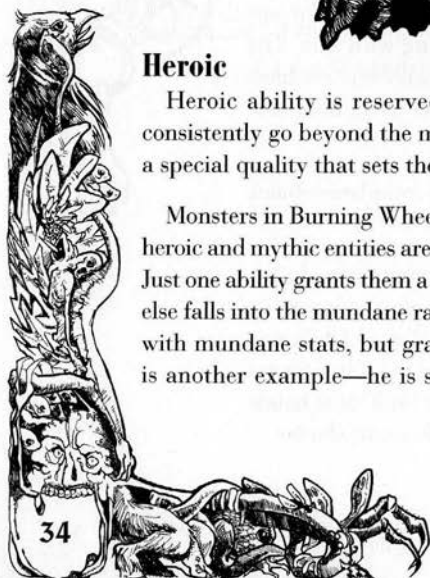 Heroic
Heroic ability is reserved
consistently go beyond the m
a special quality that sets the
Monsters in Burning Whee
heroic and mythic entities are
Just one ability grants them a
else falls into the mundane ra
with mundane stats, but gra
is another example—he is s
34